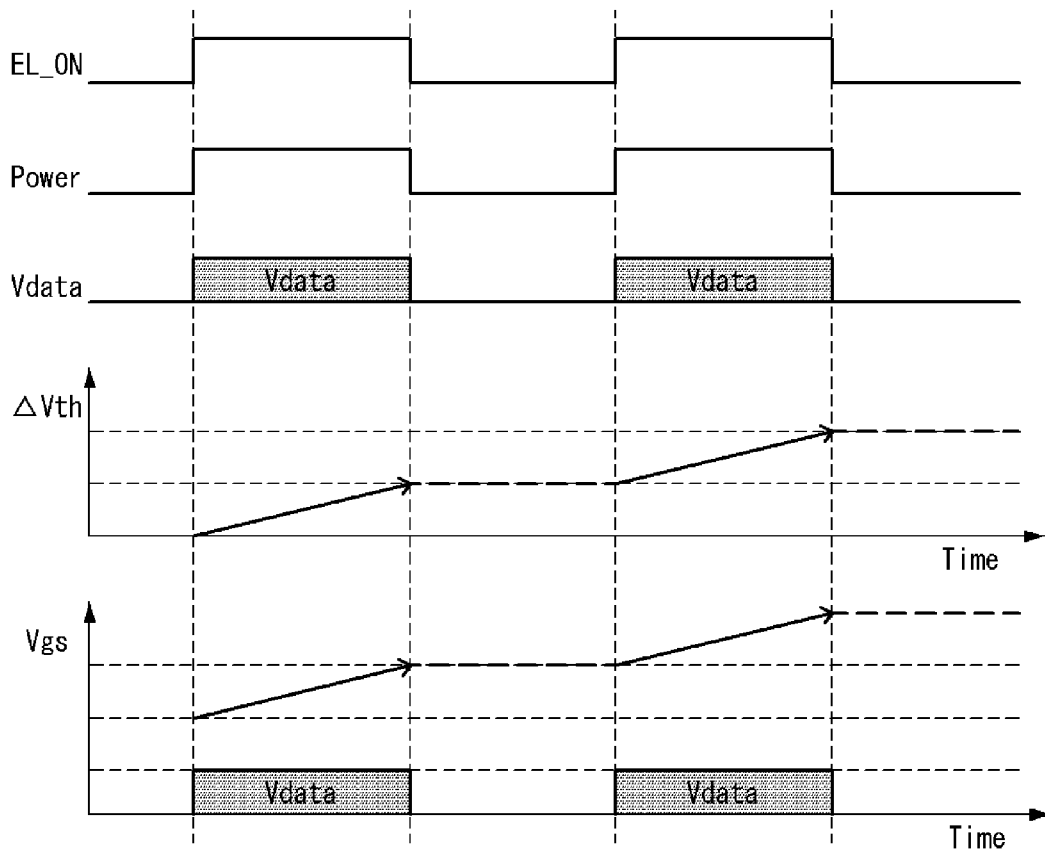 EL_ON
Power
Vdata
Vdata
Vdata
△Vth
Time
Vgs
Vdata
Vdata
Time